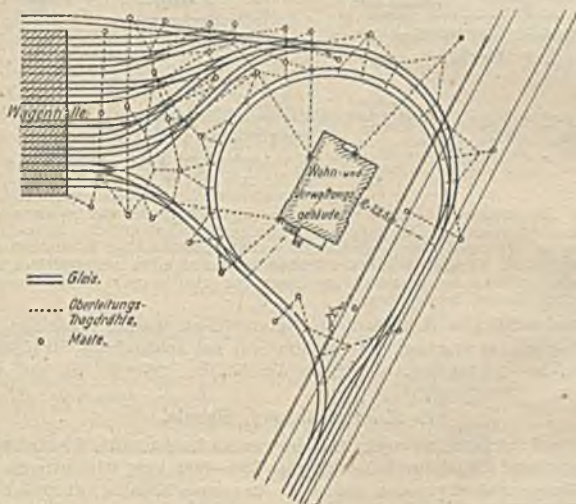 Wagenhalle.
Wohn- und
Verwaltungs-
gebäude.
Gleis.
Oberleitungs-
Tragdrähte.
Maste.